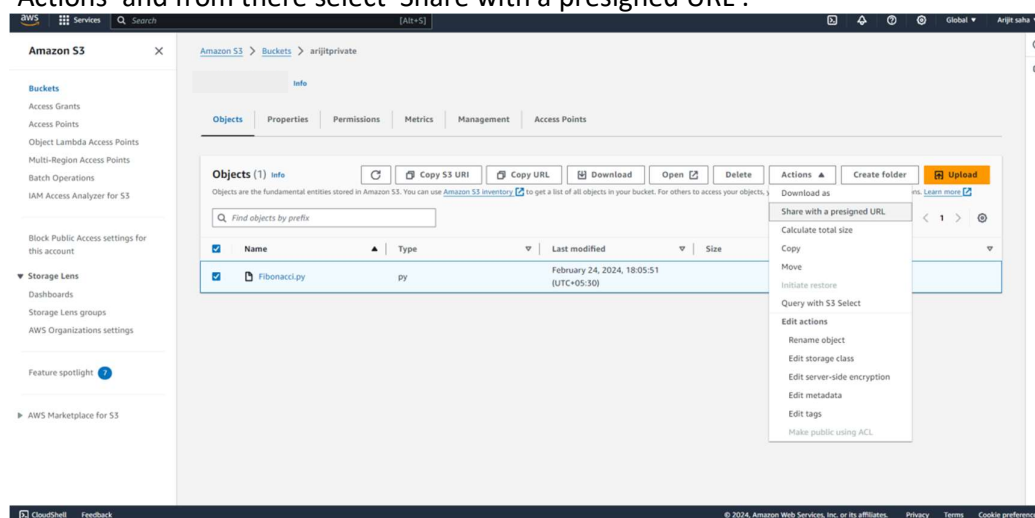 'Actions' and from there select 'Share with a presigned URL'.
aws Services Search [Alt+S] Global Arijit saha
Amazon S3
Amazon S3 > Buckets > arijitprivate
Info
Buckets
Access Grants
Access Points
Object Lambda Access Points
Multi-Region Access Points
Batch Operations
IAM Access Analyzer for S3
Block Public Access settings for
this account
Storage Lens
Dashboards
Storage Lens groups
AWS Organizations settings
Feature spotlight 7
AWS Marketplace for S3
Objects Properties Permissions Metrics Management Access Points
Objects (1) Info Copy S3 URI Copy URL Download Open Delete Actions Create folder Upload
Objects are the fundamental entities stored in Amazon S3. You can use Amazon S3 inventory to get a list of all objects in your bucket. For others to access your objects, Learn more
Find objects by prefix
1
Name Type Last modified Size
Fibonacci.py py February 24, 2024, 18:05:51
(UTC+05:30)
Download as
Share with a presigned URL
Calculate total size
Copy
Move
Initiate restore
Query with S3 Select
Edit actions
Rename object
Edit storage class
Edit server-side encryption
Edit metadata
Edit tags
Make public using ACL
CloudShell Feedback © 2024, Amazon Web Services, Inc. or its affiliates. Privacy Terms Cookie preferences